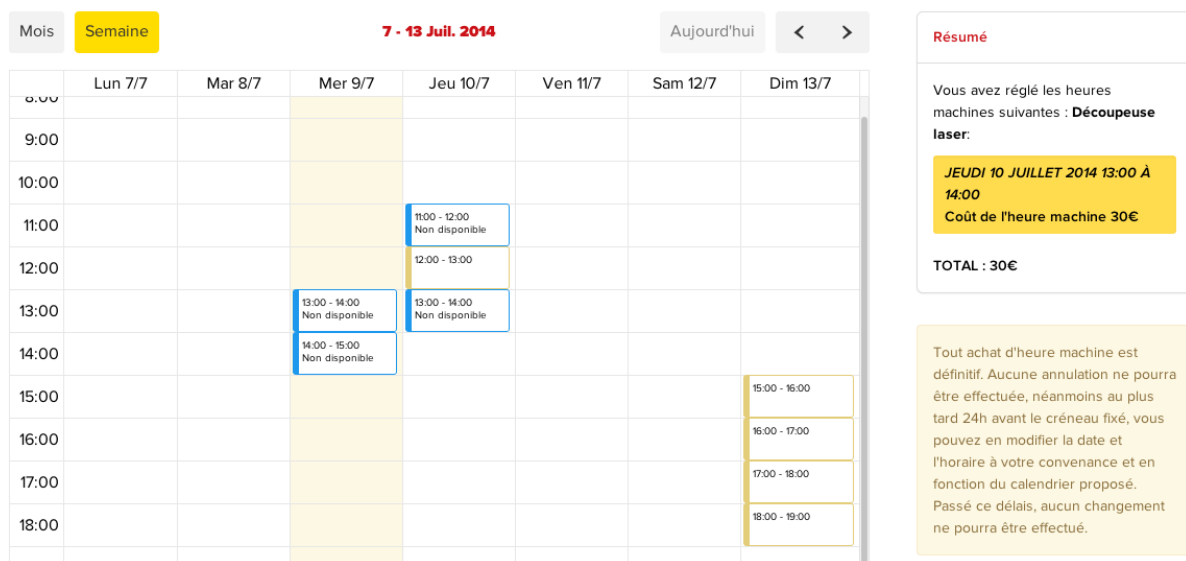 Mois
Semaine
7 - 13 Juil. 2014
Aujourd'hui
Lun 7/7
Mar 8/7
Mer 9/7
Jeu 10/7
Ven 11/7
Sam 12/7
Dim 13/7
8:00
9:00
10:00
11:00
11:00 - 12:00
Non disponible
12:00
12:00 - 13:00
13:00
13:00 - 14:00
Non disponible
13:00 - 14:00
Non disponible
14:00
14:00 - 15:00
Non disponible
15:00
15:00 - 16:00
16:00
16:00 - 17:00
17:00
17:00 - 18:00
18:00
18:00 - 19:00
Résumé
Vous avez réglé les heures
machines suivantes : Découpeuse
laser:
JEUDI 10 JUILLET 2014 13:00 À
14:00
Coût de l'heure machine 30€
TOTAL : 30€
Tout achat d'heure machine est
définitif. Aucune annulation ne pourra
être effectuée, néanmoins au plus
tard 24h avant le créneau fixé, vous
pouvez en modifier la date et
l'horaire à votre convenance et en
fonction du calendrier proposé.
Passé ce délais, aucun changement
ne pourra être effectué.